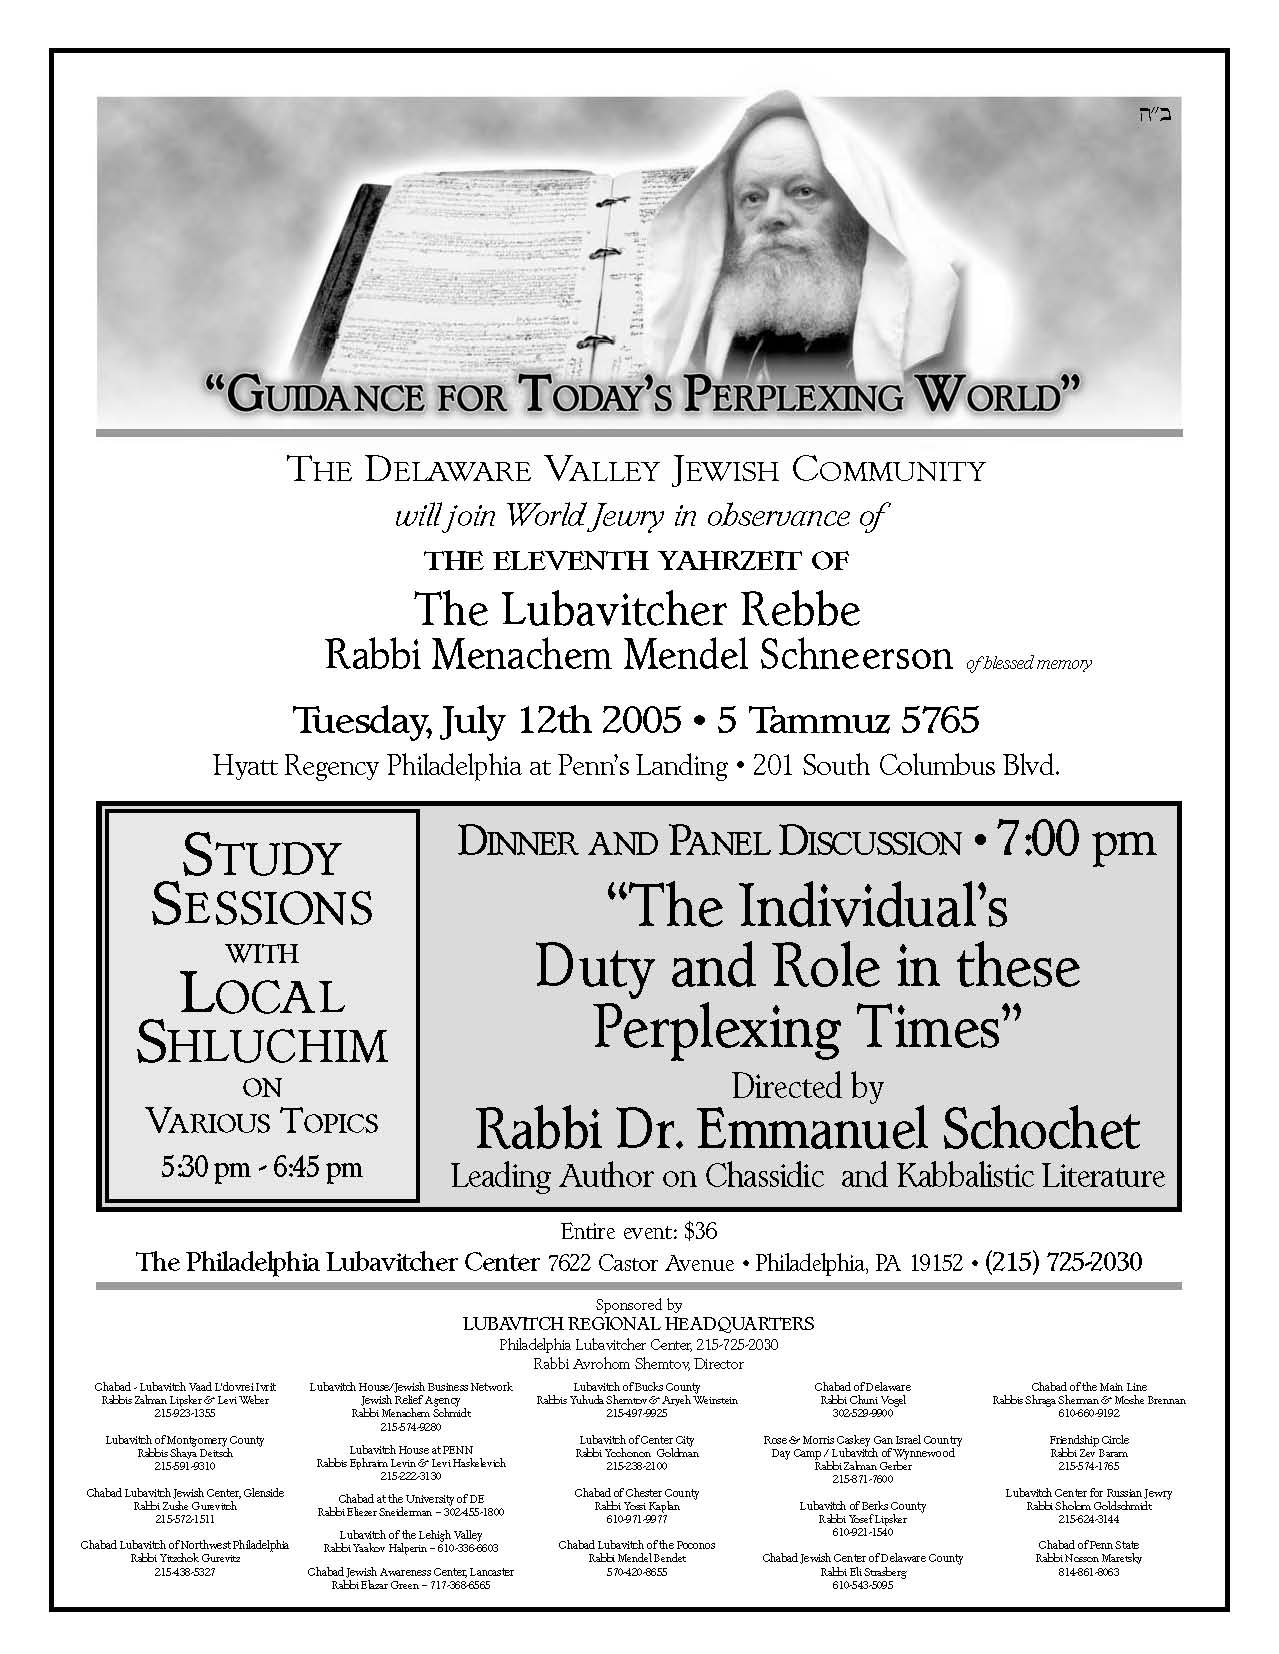 ב"ה
"GUIDANCE FOR TODAY'S PERPLEXING WORLD"
THE DELAWARE VALLEY JEWISH COMMUNITY
will join World Jewry in observance of
THE ELEVENTH YAHRZEIT OF
The Lubavitcher Rebbe
Rabbi Menachem Mendel Schneerson of blessed memory
Tuesday, July 12th 2005 • 5 Tammuz 5765
Hyatt Regency Philadelphia at Penn's Landing • 201 South Columbus Blvd.
STUDY
SESSIONS
WITH
LOCAL
SHLUCHIM
ON
VARIOUS TOPICS
5:30 pm - 6:45 pm
DINNER AND PANEL DISCUSSION • 7:00 pm
"The Individual's
Duty and Role in these
Perplexing Times"
Directed by
Rabbi Dr. Emmanuel Schochet
Leading Author on Chassidic and Kabbalistic Literature
Entire event: $36
The Philadelphia Lubavitcher Center 7622 Castor Avenue • Philadelphia, PA 19152 • (215) 725-2030
Sponsored by
LUBAVITCH REGIONAL HEADQUARTERS
Philadelphia Lubavitcher Center, 215-725-2030
Rabbi Avrohom Shemtov, Director
Chabad - Lubavitch Vaad L'dovrei Ivrit
Rabbis Zalman Lipsker & Levi Weber
215-923-1355
Lubavitch of Montgomery County
Rabbis Shaya Deitsch
215-591-9310
Chabad Lubavitch Jewish Center, Glenside
Rabbi Zushe Gurevitch
215-572-1511
Chabad Lubavitch of Northwest Philadelphia
Rabbi Yitzchok Gurevitz
215-438-5327
Lubavitch House/Jewish Business Network
Jewish Relief Agency
Rabbi Menachem Schmidt
215-574-9280
Lubavitch House at PENN
Rabbis Ephraim Levin & Levi Haskelevich
215-222-3130
Chabad at the University of DE
Rabbi Eliezer Sneiderman – 302-455-1800
Lubavitch of the Lehigh Valley
Rabbi Yaakov Halperin – 610-336-6603
Chabad Jewish Awareness Center, Lancaster
Rabbi Elazar Green – 717-368-6565
Lubavitch of Bucks County
Rabbis Yuhuda Shemtov & Aryeh Weinstein
215-497-9925
Lubavitch of Center City
Rabbi Yochonon Goldman
215-238-2100
Chabad of Chester County
Rabbi Yossi Kaplan
610-971-9977
Chabad Lubavitch of the Poconos
Rabbi Mendel Bendet
570-420-8655
Chabad of Delaware
Rabbi Chuni Vogel
302-529-9900
Rose & Morris Caskey Gan Israel Country
Day Camp / Lubavitch of Wynnewood
Rabbi Zalman Gerber
215-871-7600
Lubavitch of Berks County
Rabbi Yosef Lipsker
610-921-1540
Chabad Jewish Center of Delaware County
Rabbi Eli Strasberg
610-543-5095
Chabad of the Main Line
Rabbis Shraga Sherman & Moshe Brennan
610-660-9192
Friendship Circle
Rabbi Zev Baram
215-574-1765
Lubavitch Center for Russian Jewry
Rabbi Sholom Goldschmidt
215-624-3144
Chabad of Penn State
Rabbi Nosson Maretsky
814-861-8063